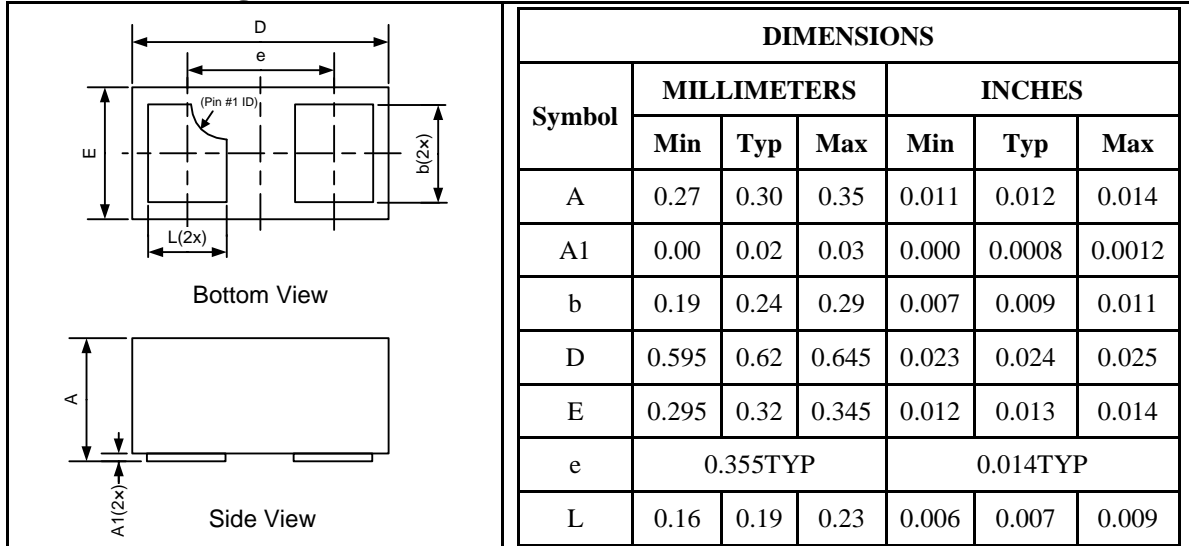 D
e
(Pin #1 ID)
E
b(2x)
L(2x)
Bottom View
A
A1(2x)
Side View
DIMENSIONS
Symbol MILLIMETERS INCHES
Min Typ Max Min Typ Max
A 0.27 0.30 0.35 0.011 0.012 0.014
A1 0.00 0.02 0.03 0.000 0.0008 0.0012
b 0.19 0.24 0.29 0.007 0.009 0.011
D 0.595 0.62 0.645 0.023 0.024 0.025
E 0.295 0.32 0.345 0.012 0.013 0.014
e 0.355TYP 0.014TYP
L 0.16 0.19 0.23 0.006 0.007 0.009